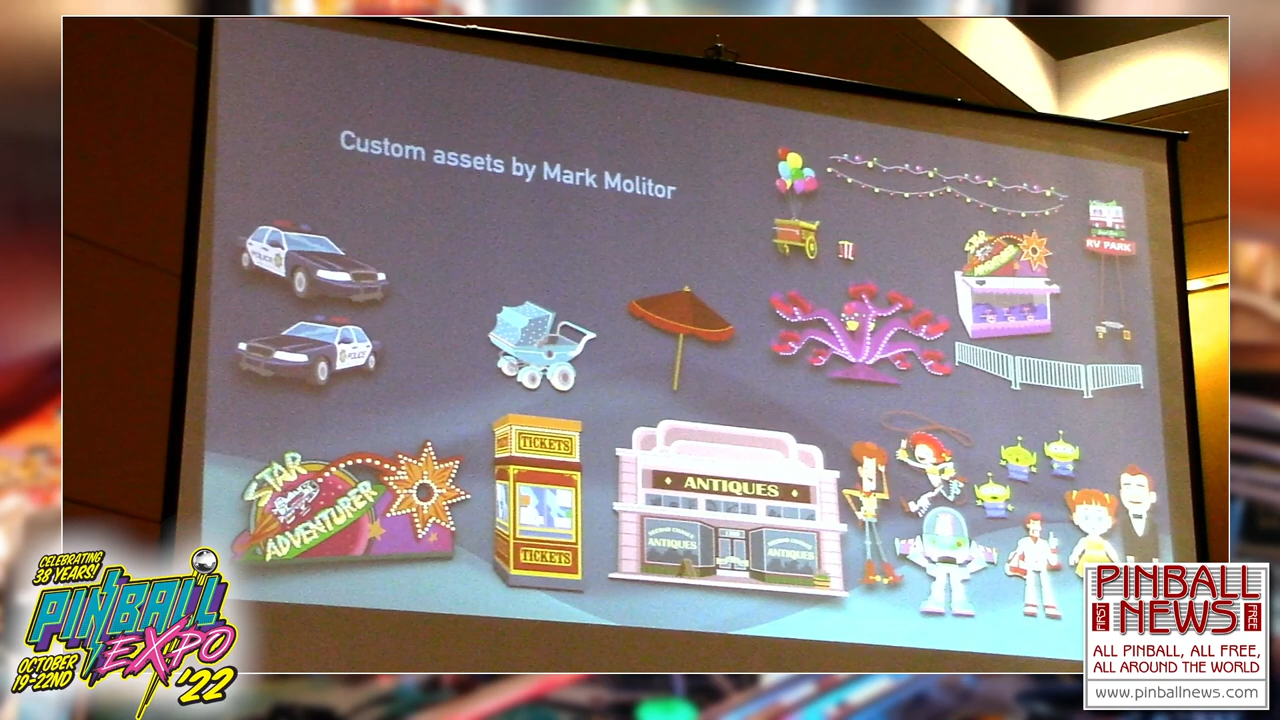 Custom assets by Mark Molitor
RV PARK
POLICE
POLICE
STAR
ADVENTURER
TICKETS
TICKETS
ANTIQUES
ANTIQUES
ANTIQUES
CELEBRATING
38 YEARS!
PINBALL
EXPO
OCTOBER
19-22ND
'22
PINBALL
FIRST NEWS FREE
ALL PINBALL, ALL FREE,
ALL AROUND THE WORLD
www.pinballnews.com